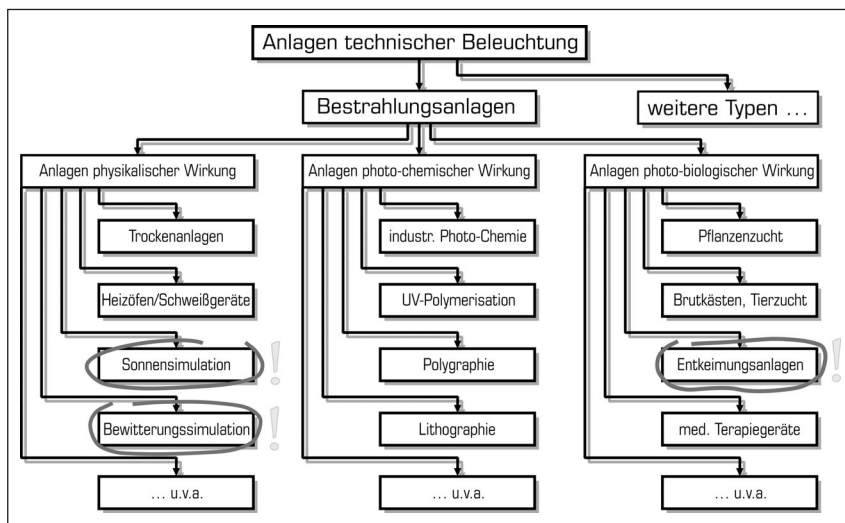 Anlagen technischer Beleuchtung
Bestrahlungsanlagen
weitere Typen ...
Anlagen physikalischer Wirkung
Trockenanlagen
Heizöfen/Schweißgeräte
Sonnensimulation
!
Bewitterungssimulation
!
... u.v.a.
Anlagen photo-chemischer Wirkung
industr. Photo-Chemie
UV-Polymerisation
Polygraphie
Lithographie
... u.v.a.
Anlagen photo-biologischer Wirkung
Pflanzenzucht
Brutkästen, Tierzucht
Entkeimungsanlagen
!
med. Terapiegeräte
... u.v.a.